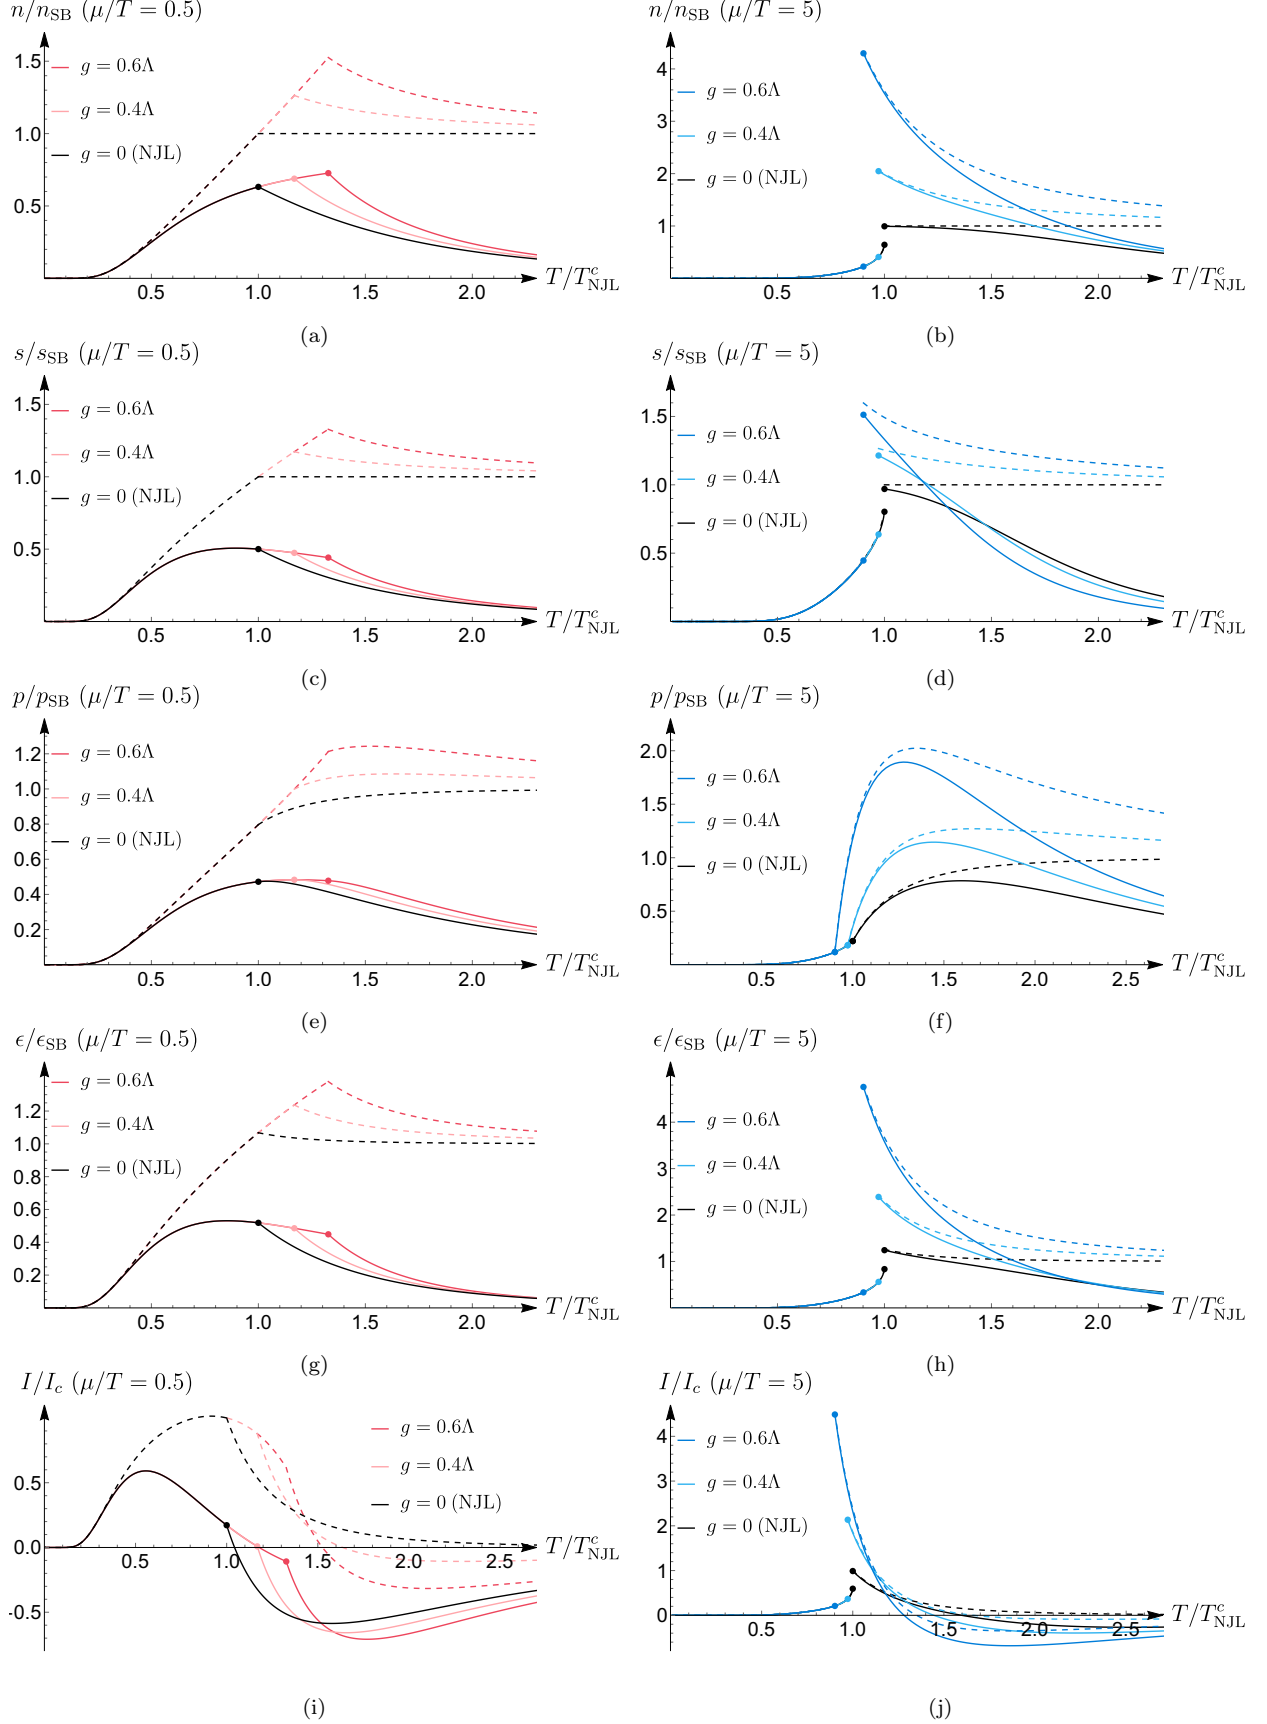 n/n_SB (μ/T = 0.5)
g = 0.6Λ
g = 0.4Λ
g = 0 (NJL)
1.5
1.0
0.5
0.5 1.0 1.5 2.0
T/T^c_NJL
(a)
n/n_SB (μ/T = 5)
g = 0.6Λ
g = 0.4Λ
g = 0 (NJL)
4
3
2
1
0.5 1.0 1.5 2.0
T/T^c_NJL
(b)
s/s_SB (μ/T = 0.5)
g = 0.6Λ
g = 0.4Λ
g = 0 (NJL)
1.5
1.0
0.5
0.5 1.0 1.5 2.0
T/T^c_NJL
(c)
s/s_SB (μ/T = 5)
g = 0.6Λ
g = 0.4Λ
g = 0 (NJL)
1.5
1.0
0.5
0.5 1.0 1.5 2.0
T/T^c_NJL
(d)
p/p_SB (μ/T = 0.5)
g = 0.6Λ
g = 0.4Λ
g = 0 (NJL)
1.2
1.0
0.8
0.6
0.4
0.2
0.5 1.0 1.5 2.0
T/T^c_NJL
(e)
p/p_SB (μ/T = 5)
g = 0.6Λ
g = 0.4Λ
g = 0 (NJL)
2.0
1.5
1.0
0.5
0.5 1.0 1.5 2.0 2.5
T/T^c_NJL
(f)
ϵ/ϵ_SB (μ/T = 0.5)
g = 0.6Λ
g = 0.4Λ
g = 0 (NJL)
1.2
1.0
0.8
0.6
0.4
0.2
0.5 1.0 1.5 2.0
T/T^c_NJL
(g)
ϵ/ϵ_SB (μ/T = 5)
g = 0.6Λ
g = 0.4Λ
g = 0 (NJL)
4
3
2
1
0.5 1.0 1.5 2.0
T/T^c_NJL
(h)
I/I_c (μ/T = 0.5)
g = 0.6Λ
g = 0.4Λ
g = 0 (NJL)
0.5
0.0
-0.5
0.5 1.0 1.5 2.0 2.5
T/T^c_NJL
(i)
I/I_c (μ/T = 5)
g = 0.6Λ
g = 0.4Λ
g = 0 (NJL)
4
3
2
1
0
0.5 1.0 1.5 2.0 2.5
T/T^c_NJL
(j)